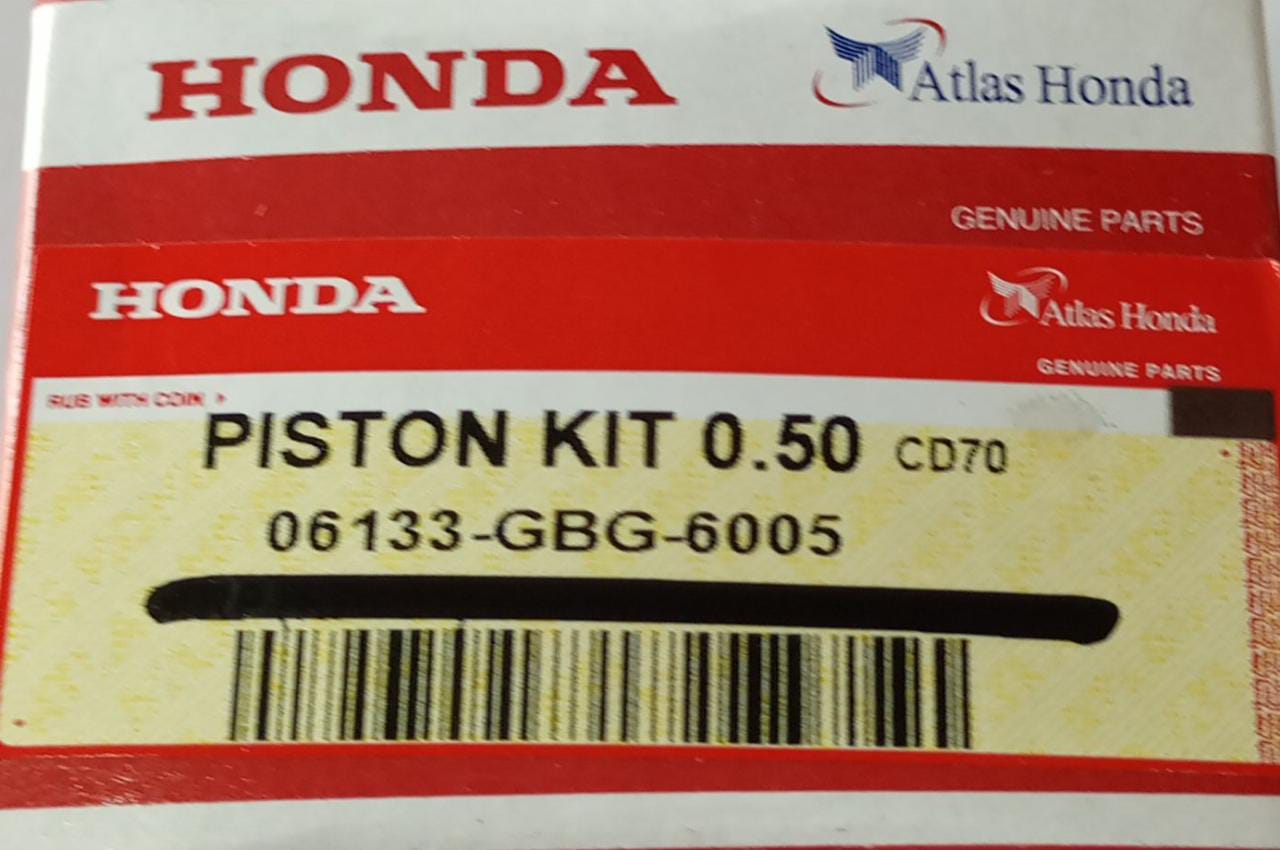 HONDA Atlas Honda
GENUINE PARTS
HONDA Atlas Honda
GENUINE PARTS
RUB WITH COIN
PISTON KIT 0.50 CD70
06133-GBG-6005